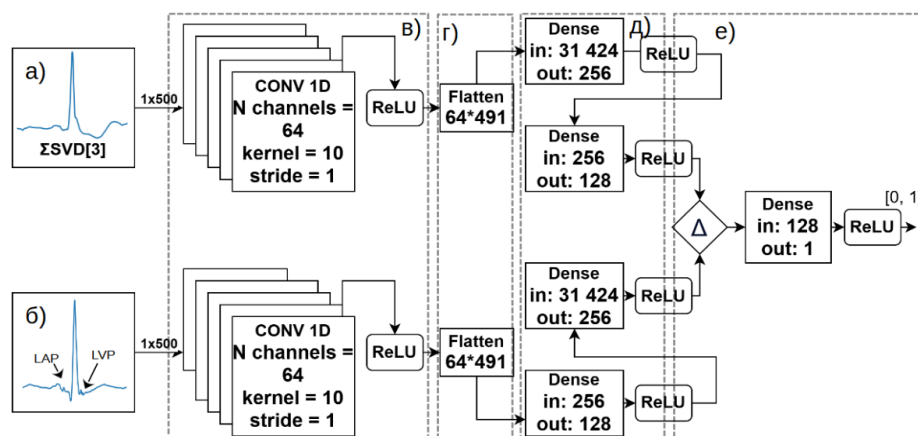 а)
ΣSVD[3]
1x500
в)
CONV 1D
N channels =
64
kernel = 10
stride = 1
ReLU
г)
Flatten
64*491
д)
Dense
in: 31 424
out: 256
ReLU
Dense
in: 256
out: 128
ReLU
е)
Δ
Dense
in: 128
out: 1
ReLU
[0, 1
б)
LAP
LVP
1x500
CONV 1D
N channels =
64
kernel = 10
stride = 1
ReLU
Flatten
64*491
Dense
in: 31 424
out: 256
ReLU
Dense
in: 256
out: 128
ReLU